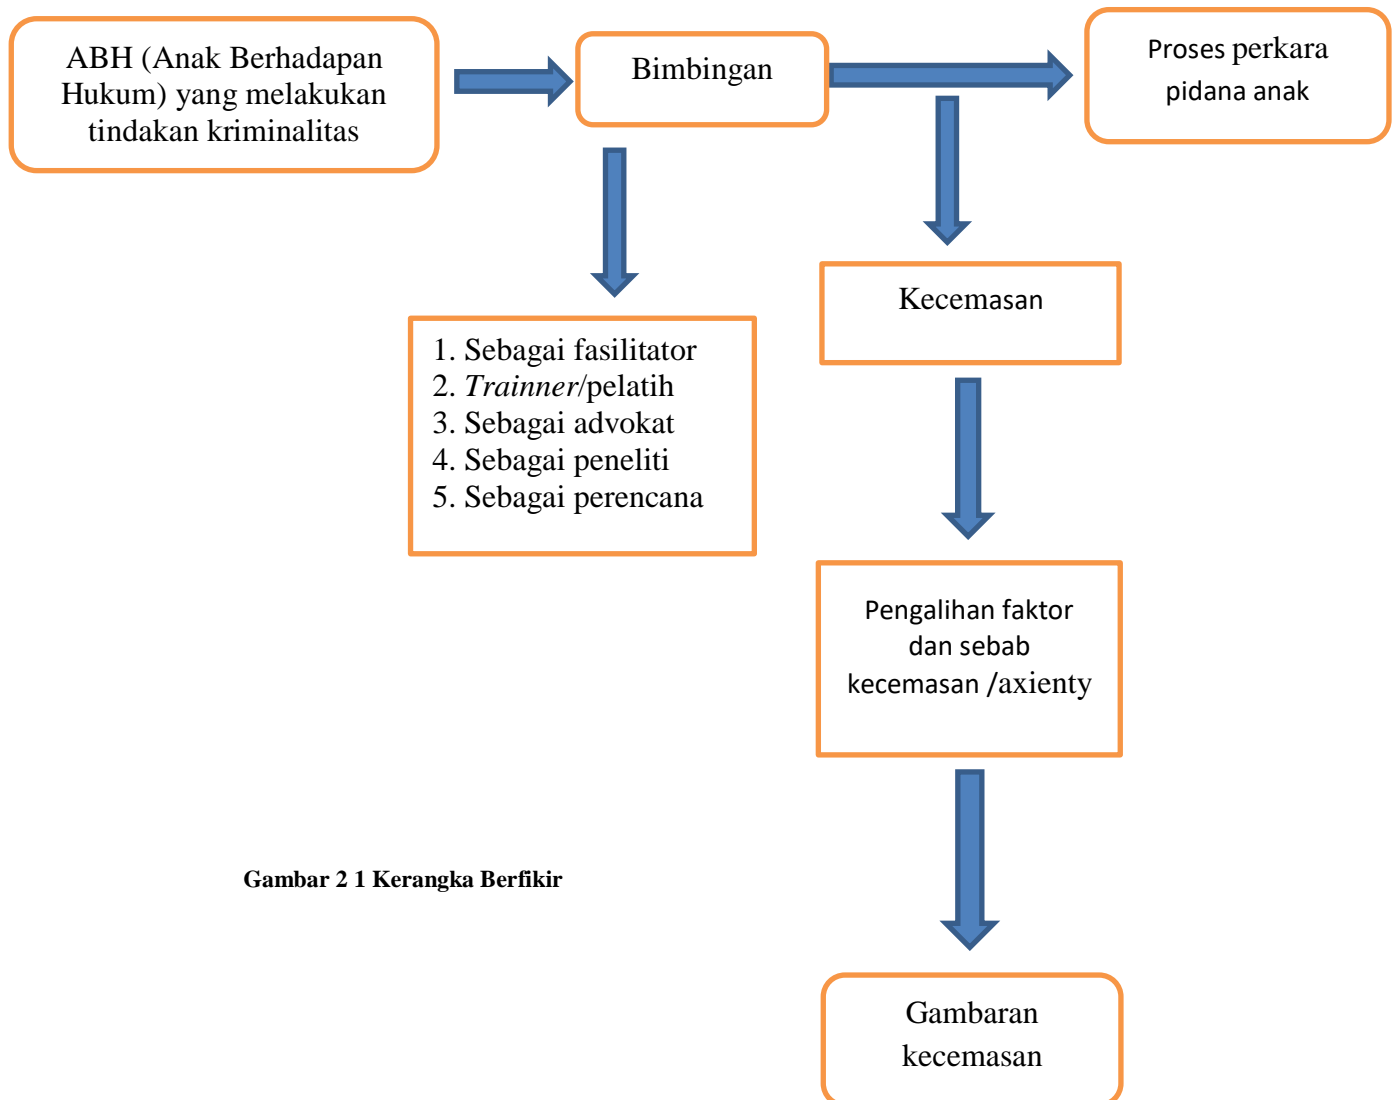 ABH (Anak Berhadapan
Hukum) yang melakukan
tindakan kriminalitas
Bimbingan
Proses perkara
pidana anak
1. Sebagai fasilitator
2. Trainner/pelatih
3. Sebagai advokat
4. Sebagai peneliti
5. Sebagai perencana
Kecemasan
Pengalihan faktor
dan sebab
kecemasan /axienty
Gambar 2 1 Kerangka Berfikir
Gambaran
kecemasan